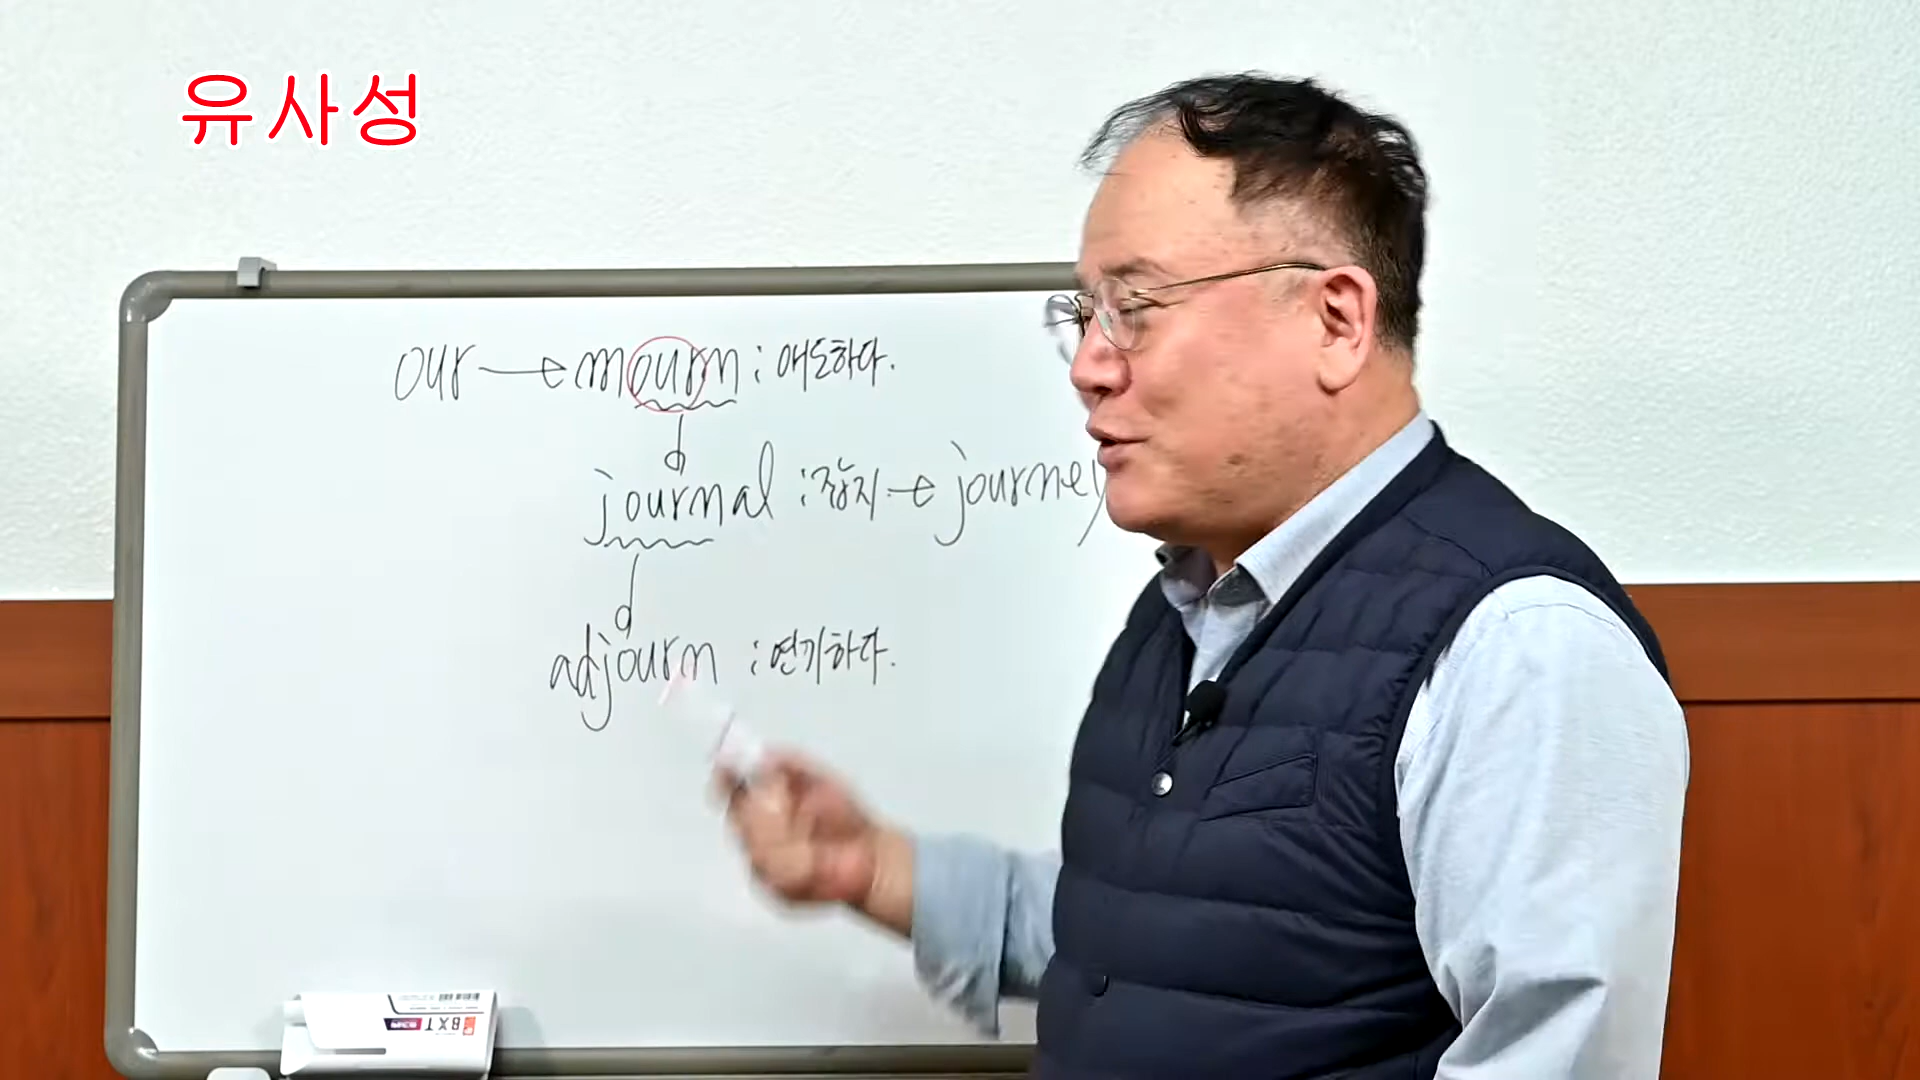 유사성
our → mourn : 애도하다.
journal : 잡지 → journey
adjourn : 연기하다.
BXT